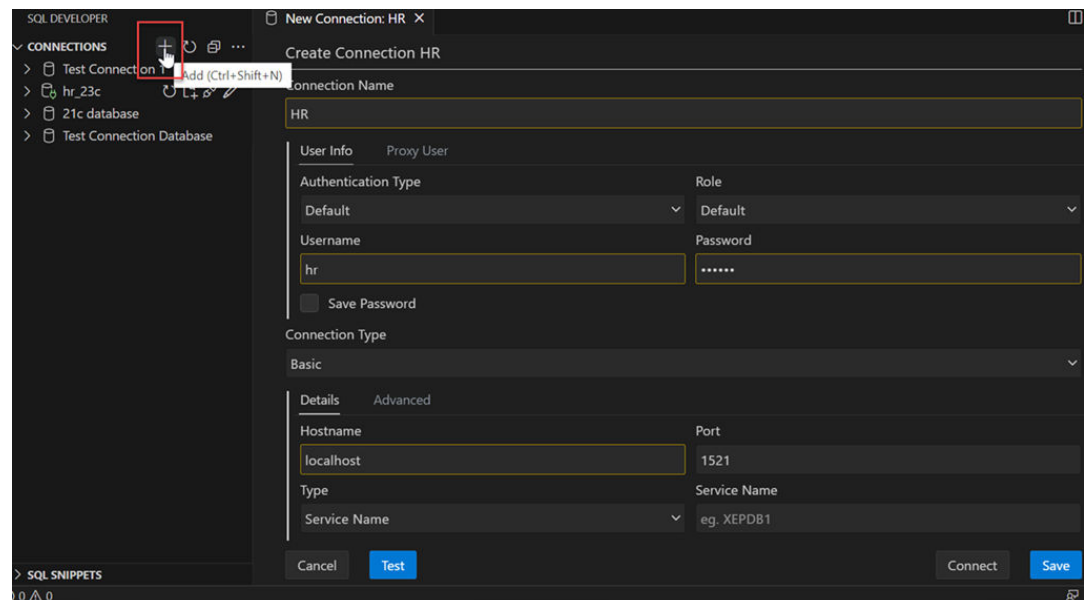 SQL DEVELOPER
New Connection: HR
CONNECTIONS
Test Connection 1
Add (Ctrl+Shift+N)
hr_23c
21c database
Test Connection Database
SQL SNIPPETS
0 0
Create Connection HR
Connection Name
HR
User Info Proxy User
Authentication Type Role
Default Default
Username Password
hr ••••••
Save Password
Connection Type
Basic
Details Advanced
Hostname Port
localhost 1521
Type Service Name
Service Name eg. XEPDB1
Cancel Test Connect Save